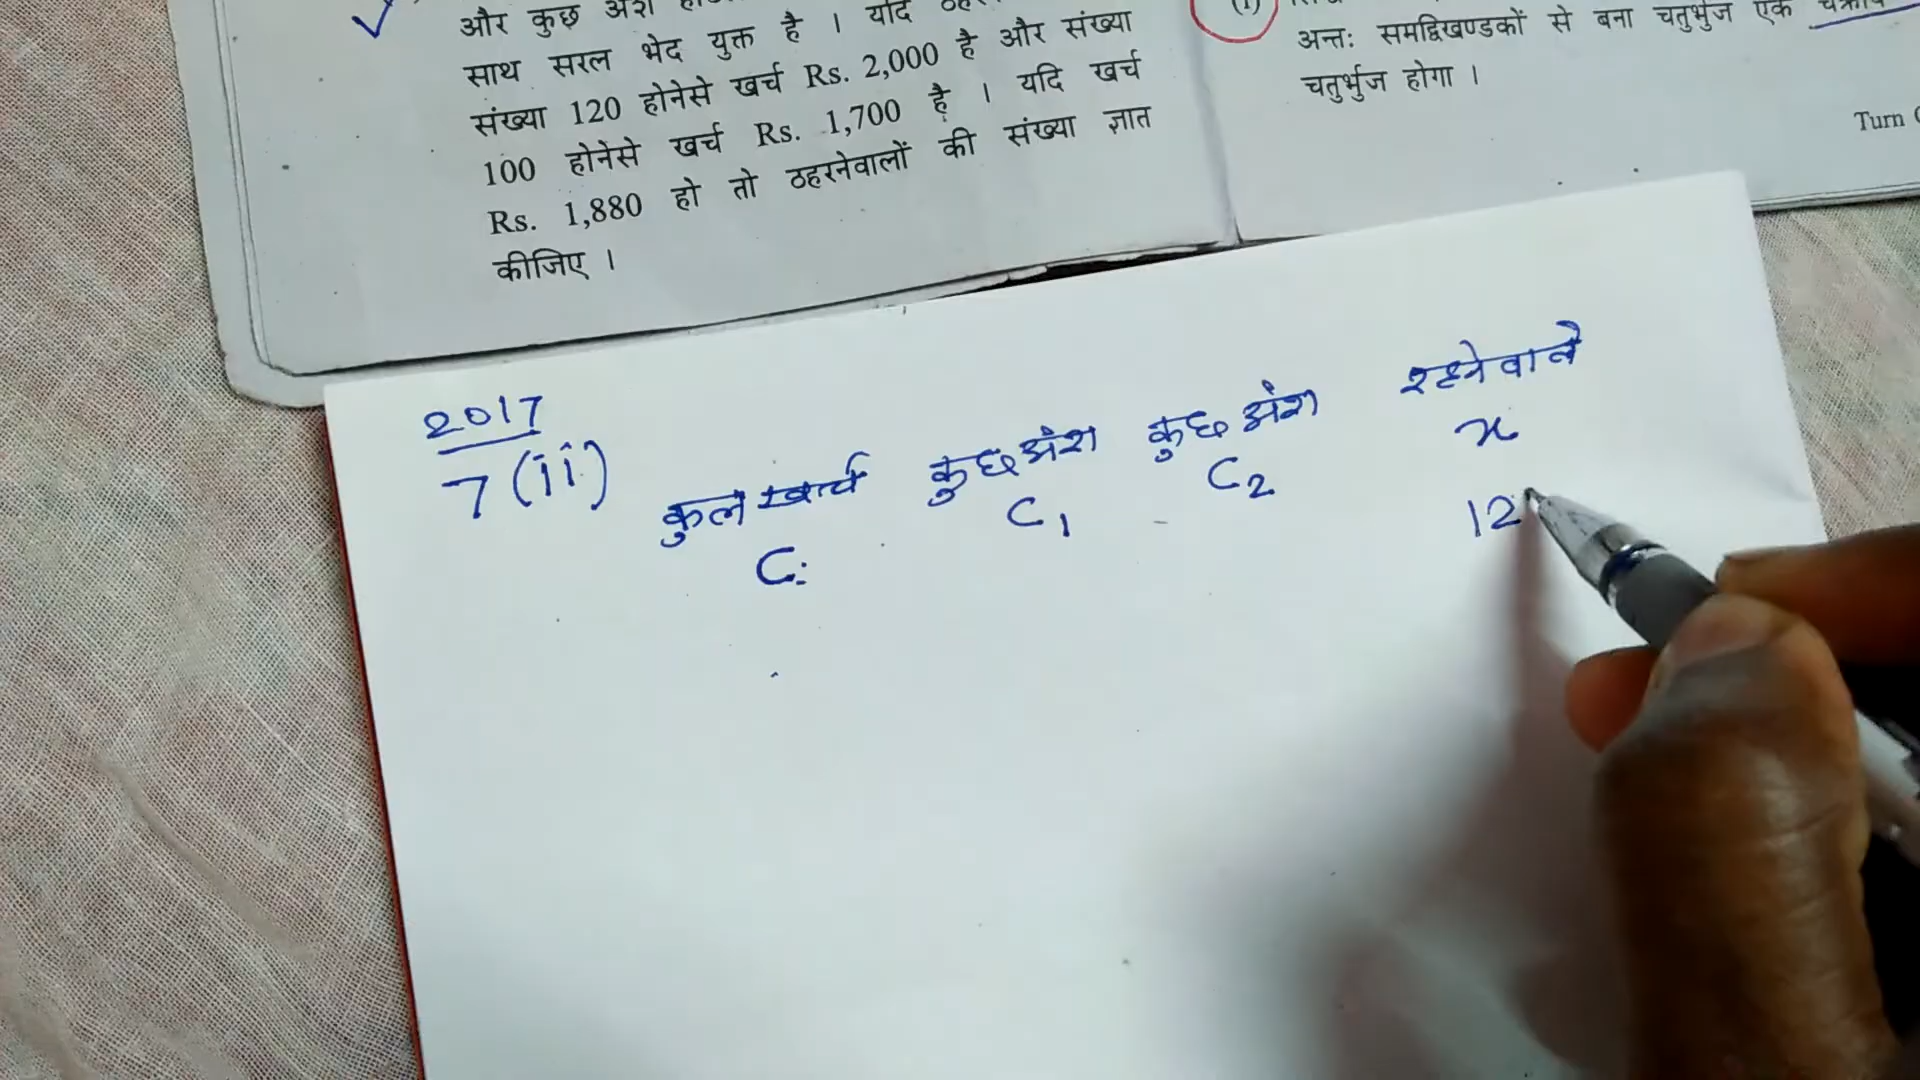 और कुछ अंश
साथ सरल भेद युक्त है । यदि
संख्या 120 होनेसे खर्च Rs. 2,000 है और संख्या
100 होनेसे खर्च Rs. 1,700 है । यदि खर्च
Rs. 1,880 हो तो ठहरनेवालों की संख्या ज्ञात
कीजिए ।
(i)
अन्तः समद्विखण्डकों से बना चतुर्भुज एक चक्रीय
चतुर्भुज होगा ।
Turn
2017
7 (ii)
कुल खर्च कुछ अंश कुछ अंश रहनेवाले
C C1 C2 x
12